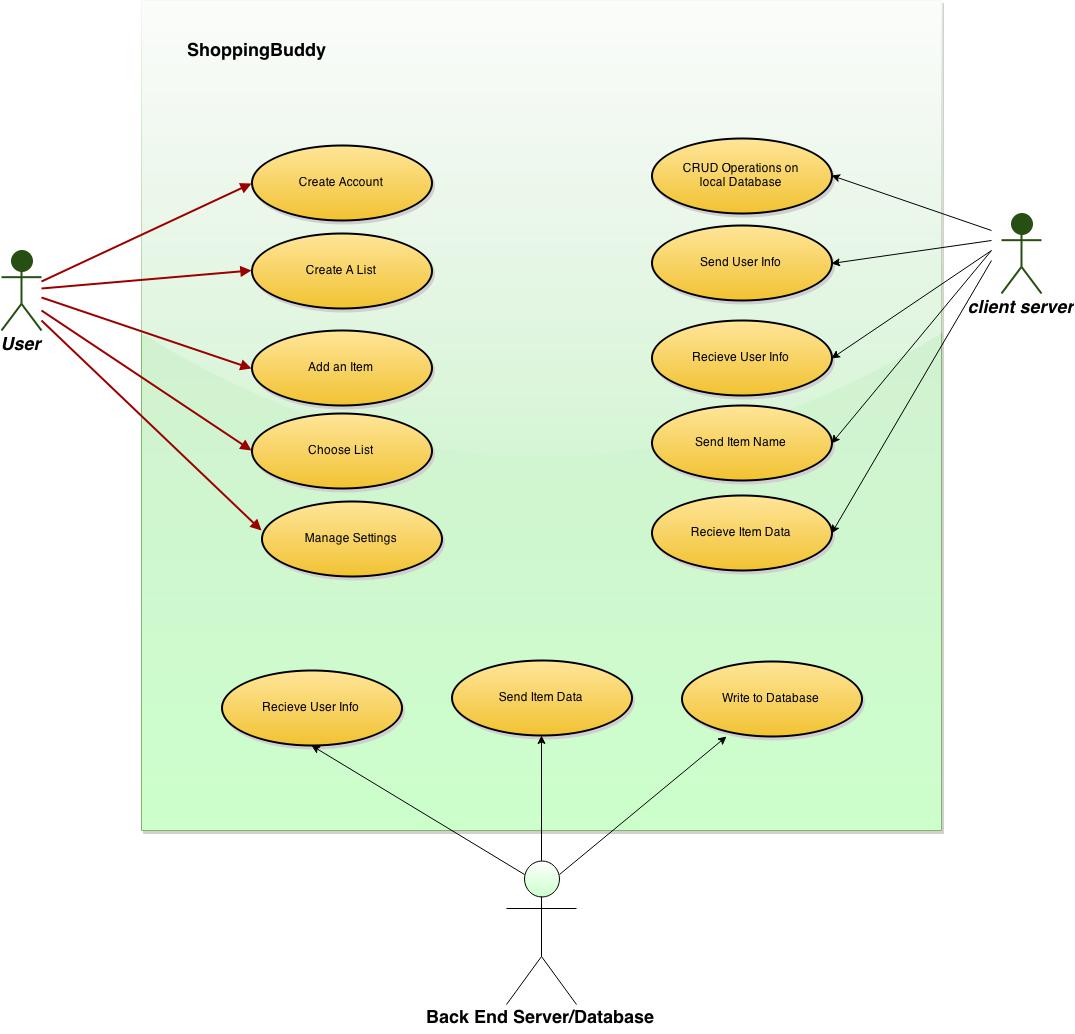 ShoppingBuddy
Create Account
Create A List
Add an Item
Choose List
Manage Settings
CRUD Operations on
local Database
Send User Info
Recieve User Info
Send Item Name
Recieve Item Data
User
client server
Recieve User Info
Send Item Data
Write to Database
Back End Server/Database